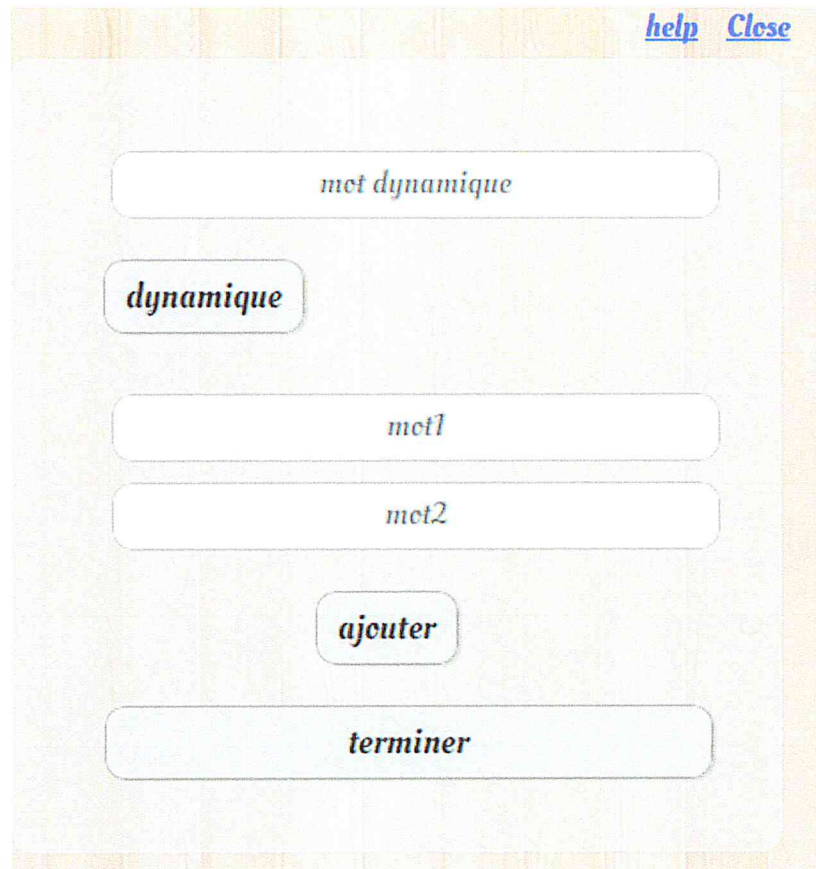 help Close
mot dynamique
dynamique
mot1
mot2
ajouter
terminer